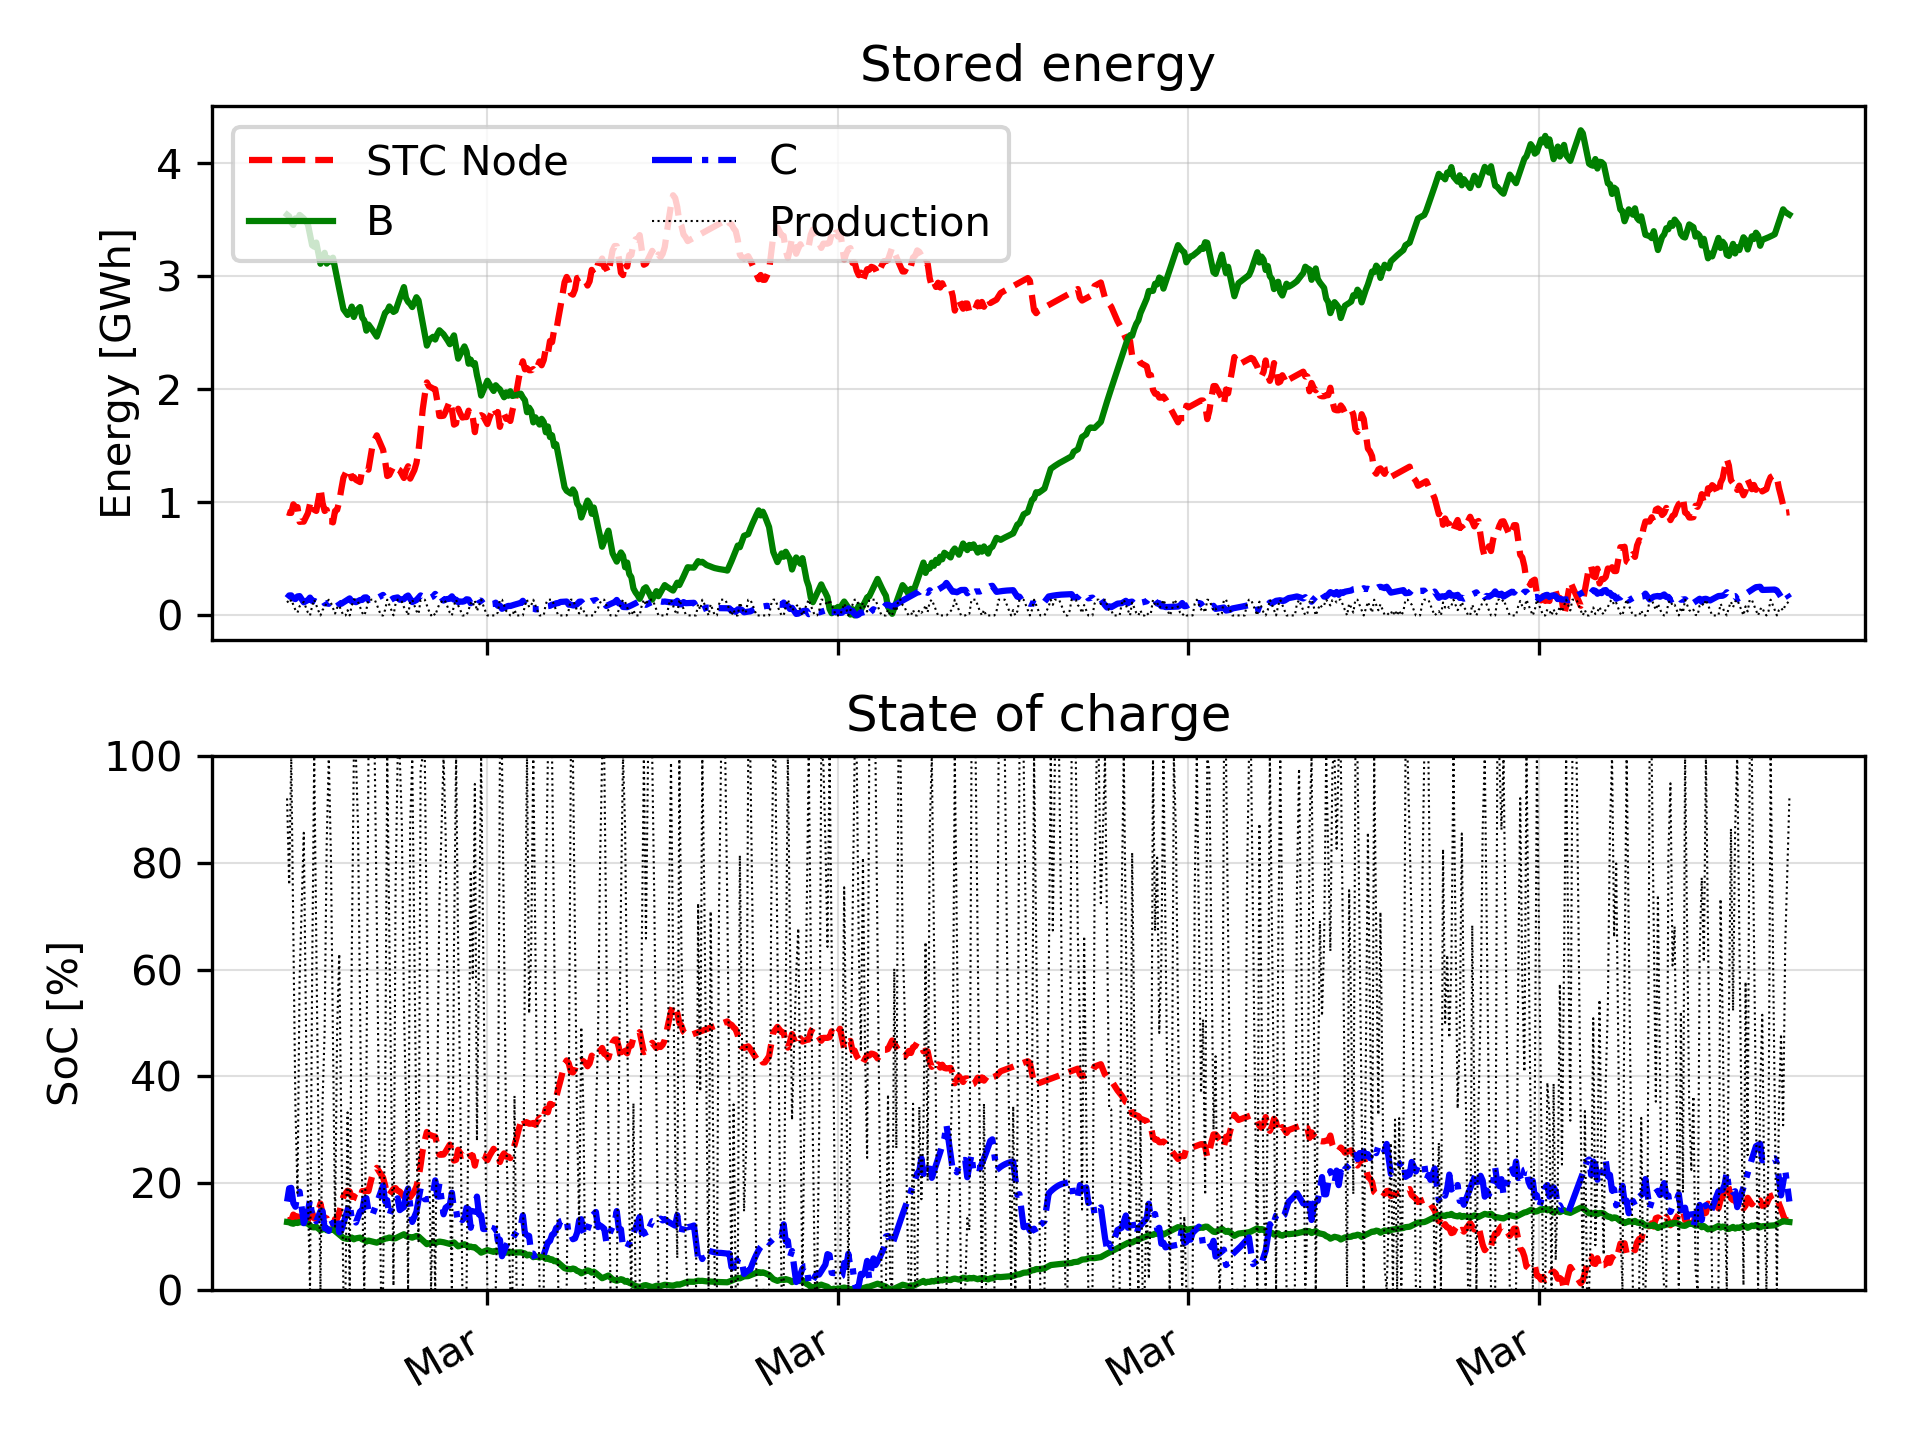 Stored energy
STC Node
B
C
Production
Energy [GWh]
4
3
2
1
0
State of charge
SoC [%]
100
80
60
40
20
0
Mar
Mar
Mar
Mar